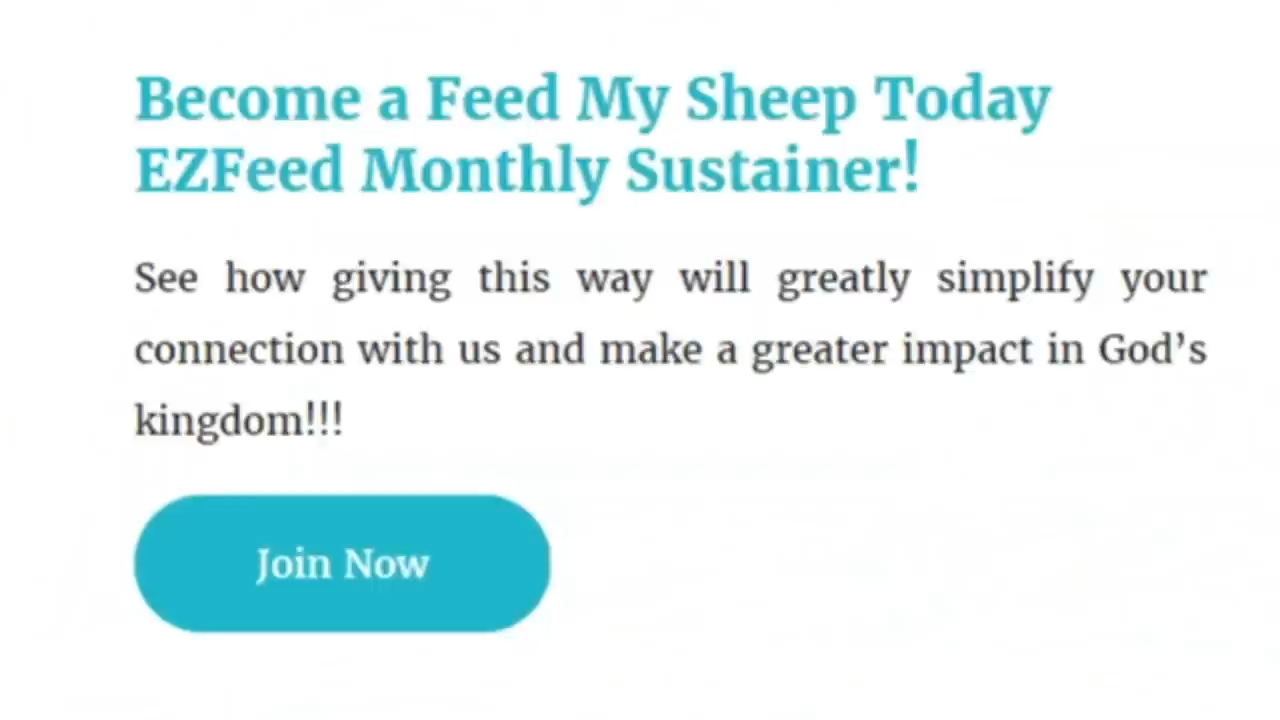 Become a Feed My Sheep Today
EZFeed Monthly Sustainer!
See how giving this way will greatly simplify your
connection with us and make a greater impact in God’s
kingdom!!!
Join Now